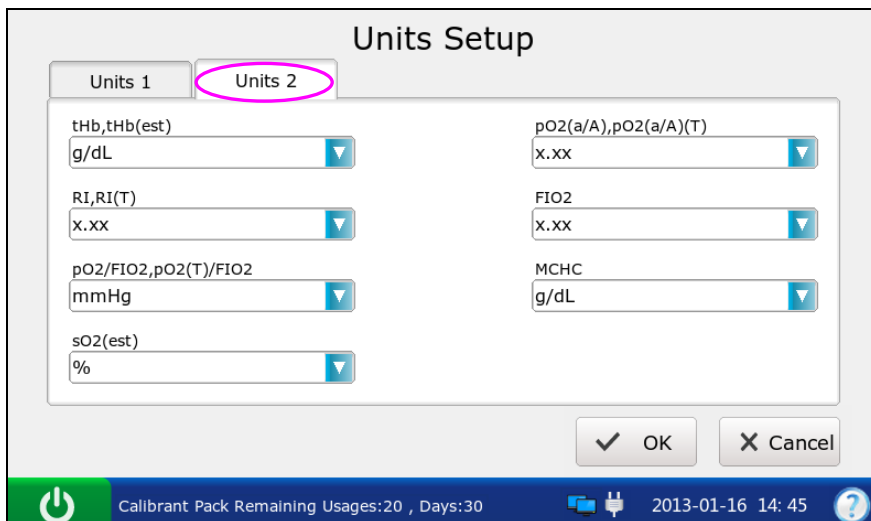 Units Setup
Units 1
Units 2
tHb,tHb(est)
g/dL
pO2(a/A),pO2(a/A)(T)
x.xx
RI,RI(T)
x.xx
FIO2
x.xx
pO2/FIO2,pO2(T)/FIO2
mmHg
MCHC
g/dL
sO2(est)
%
OK
Cancel
Calibrant Pack Remaining Usages:20 , Days:30
2013-01-16 14: 45
?